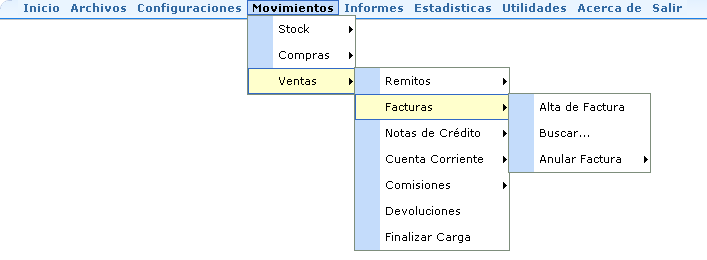 Inicio Archivos Configuraciones Movimientos Informes Estadisticas Utilidades Acerca de Salir
Stock
Compras
Ventas
Remitos
Facturas
Notas de Crédito
Cuenta Corriente
Comisiones
Devoluciones
Finalizar Carga
Alta de Factura
Buscar...
Anular Factura